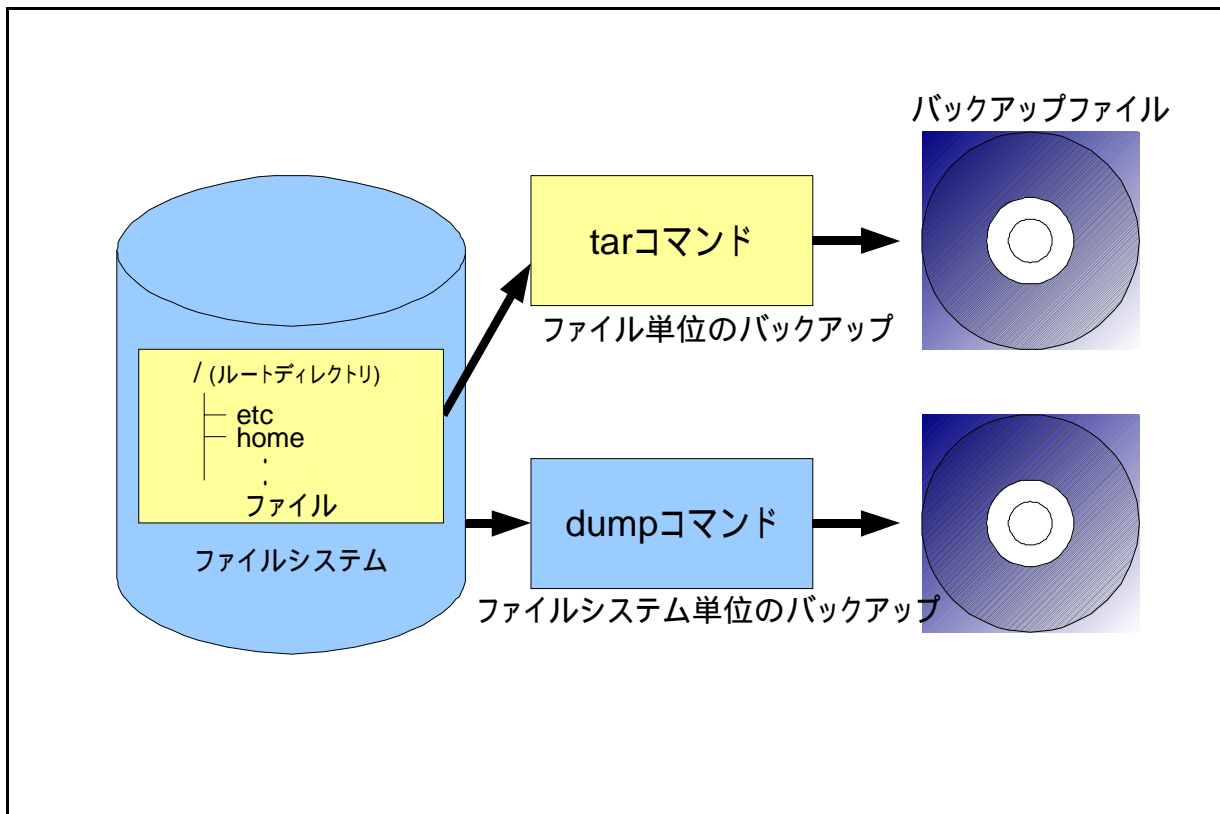 バックアップファイル
tarコマンド
ファイル単位のバックアップ
/ (ルートディレクトリ)
etc
home
:
ファイル
ファイルシステム
dumpコマンド
ファイルシステム単位のバックアップ